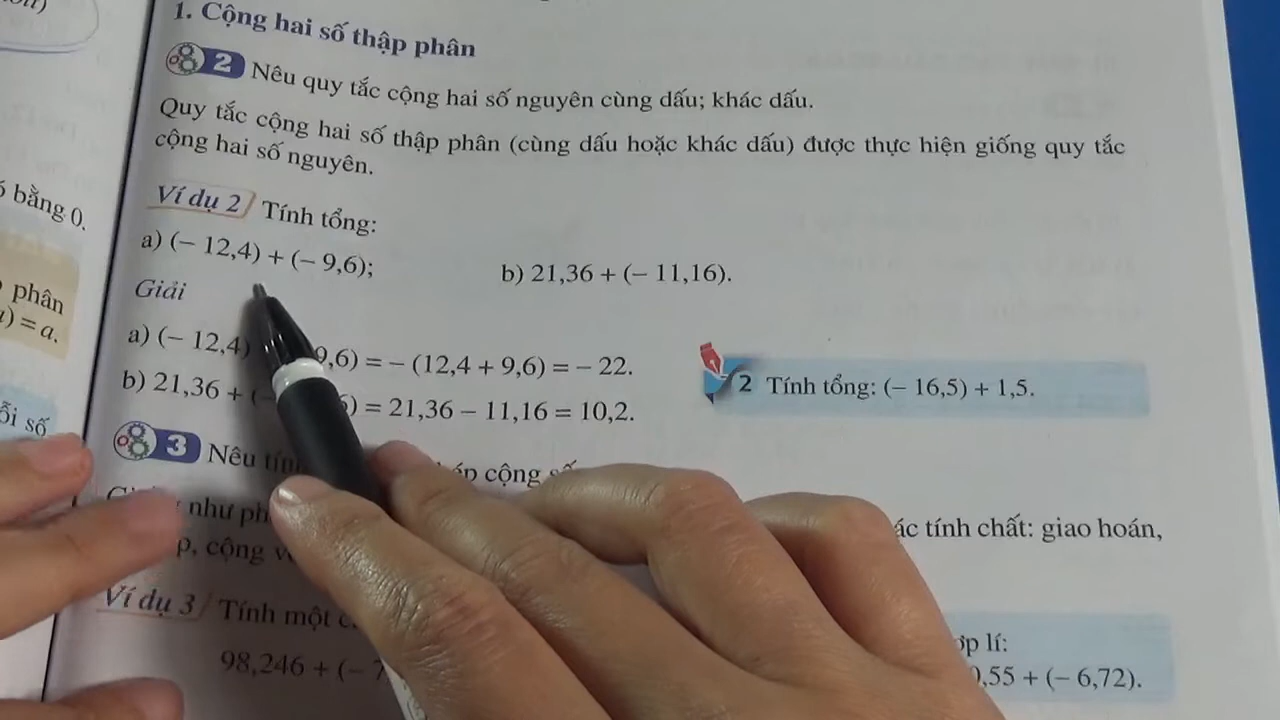 1. Cộng hai số thập phân
2 Nêu quy tắc cộng hai số nguyên cùng dấu; khác dấu.
Quy tắc cộng hai số thập phân (cùng dấu hoặc khác dấu) được thực hiện giống quy tắc
cộng hai số nguyên.
bằng 0.
Ví dụ 2 Tính tổng:
a) (– 12,4) + (– 9,6);
b) 21,36 + (– 11,16).
phân
) = a.
Giải
a) (– 12,4) 9,6) = – (12,4 + 9,6) = – 22.
b) 21,36 + ( ) = 21,36 – 11,16 = 10,2.
2 Tính tổng: (– 16,5) + 1,5.
số
3 Nêu cộng
như
ác tính chất: giao hoán,
p, cộng
Ví dụ 3 Tính một
98,246 + (–
lí:
,55 + (– 6,72).